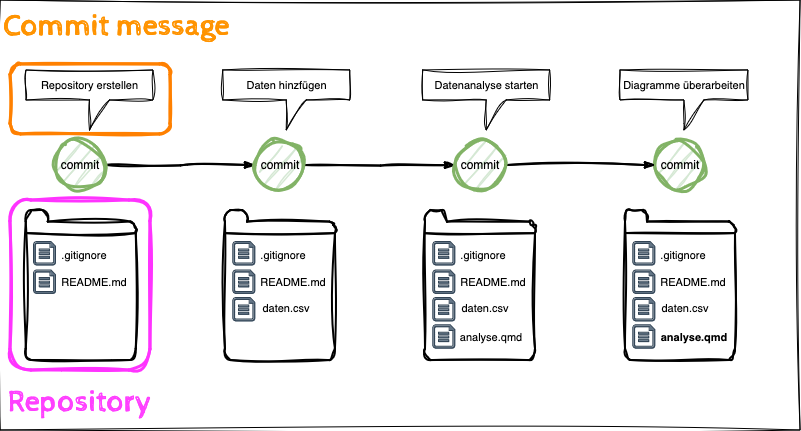 Commit message
Repository erstellen
Daten hinzfügen
Datenanalyse starten
Diagramme überarbeiten
commit
commit
commit
commit
.gitignore
README.md
.gitignore
README.md
daten.csv
.gitignore
README.md
daten.csv
analyse.qmd
.gitignore
README.md
daten.csv
analyse.qmd
Repository